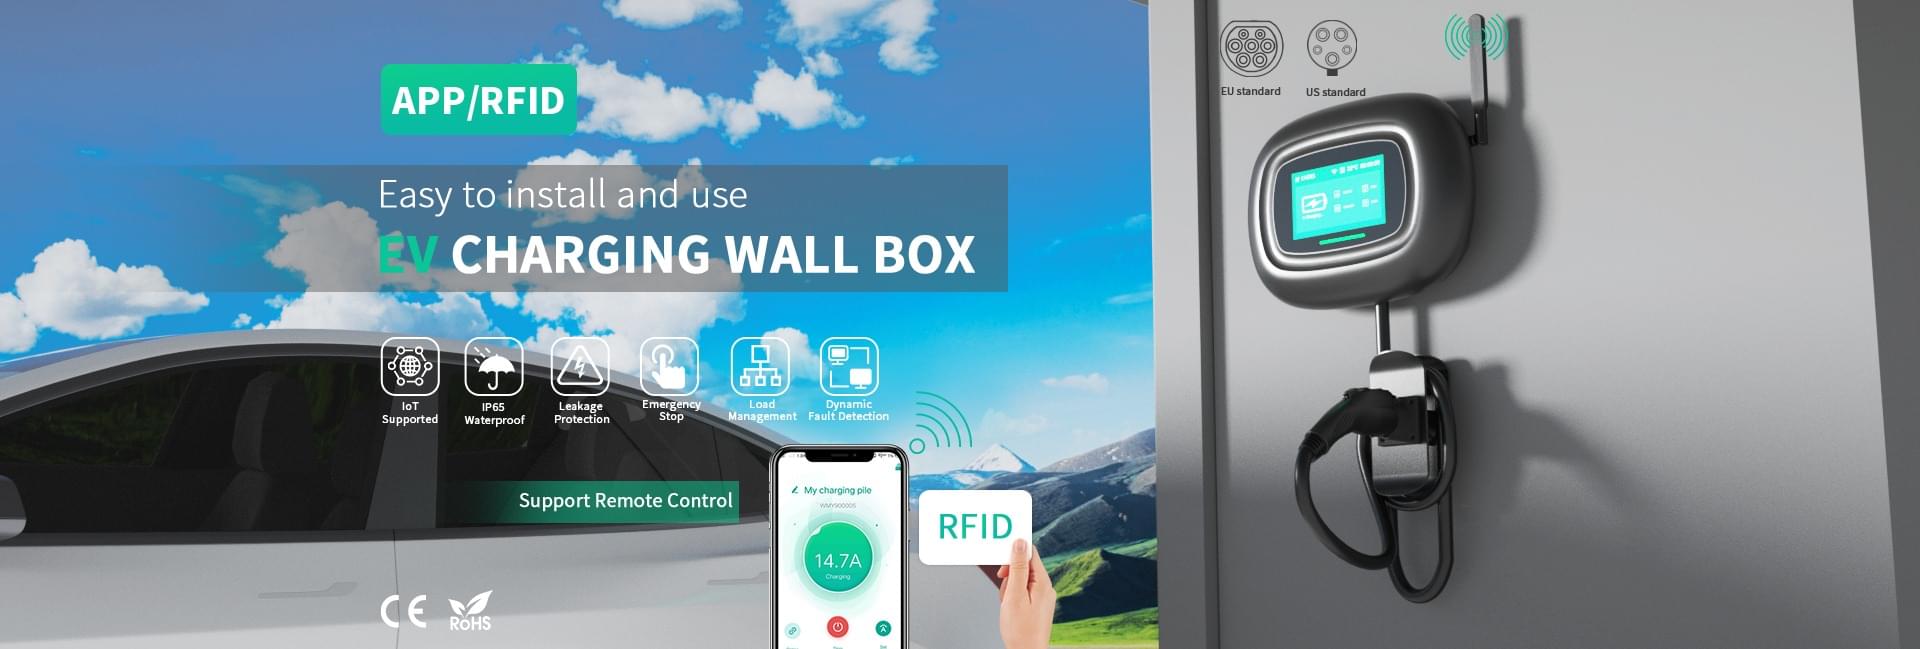 APP/RFID
Easy to install and use
EV CHARGING WALL BOX
IoT
Supported
IP65
Waterproof
Leakage
Protection
Emergency
Stop
Load
Management
Dynamic
Fault Detection
Support Remote Control
My charging pile
WMY90000S
14.7A
Charging
RFID
CE
RoHS
EU standard
US standard